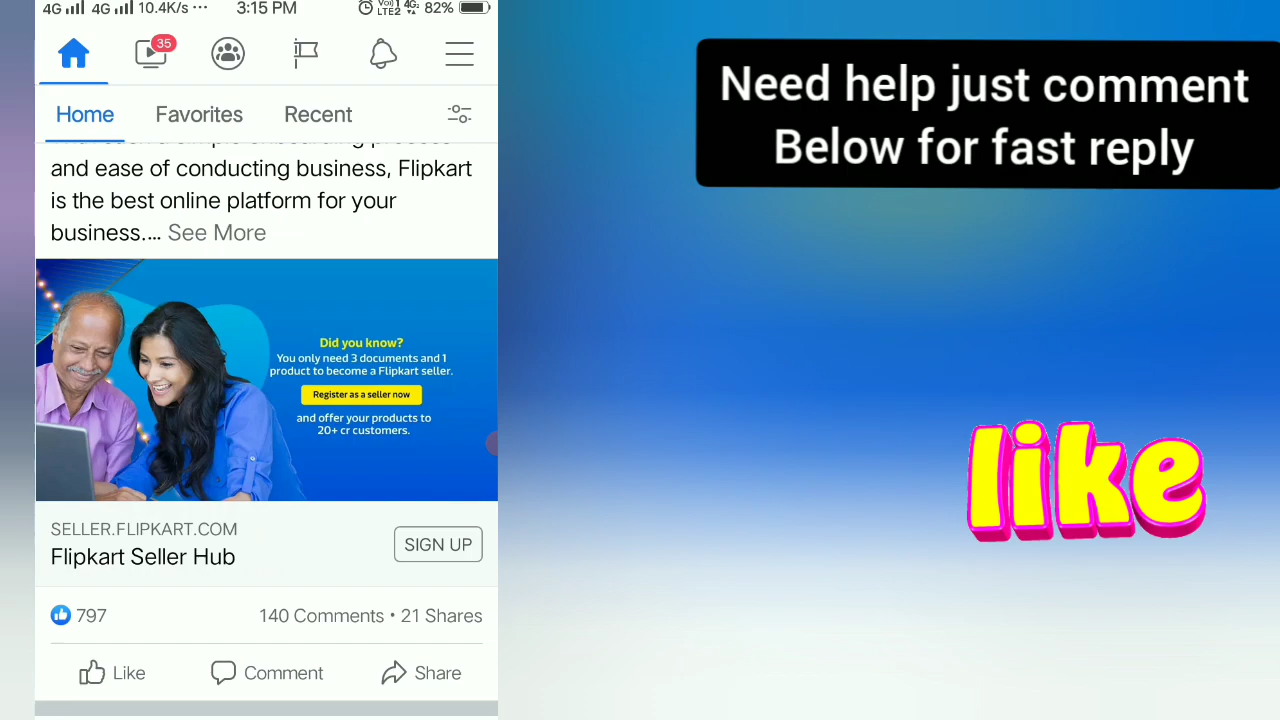 4G 4G 10.4K/s ··· 3:15 PM 4G LTE2 82%
35
Home Favorites Recent
and ease of conducting business, Flipkart
is the best online platform for your
business.... See More
Did you know?
You only need 3 documents and 1
product to become a Flipkart seller.
Register as a seller now
and offer your products to
20+ cr customers.
SELLER.FLIPKART.COM
Flipkart Seller Hub
SIGN UP
797 140 Comments • 21 Shares
Like Comment Share
Need help just comment
Below for fast reply
like